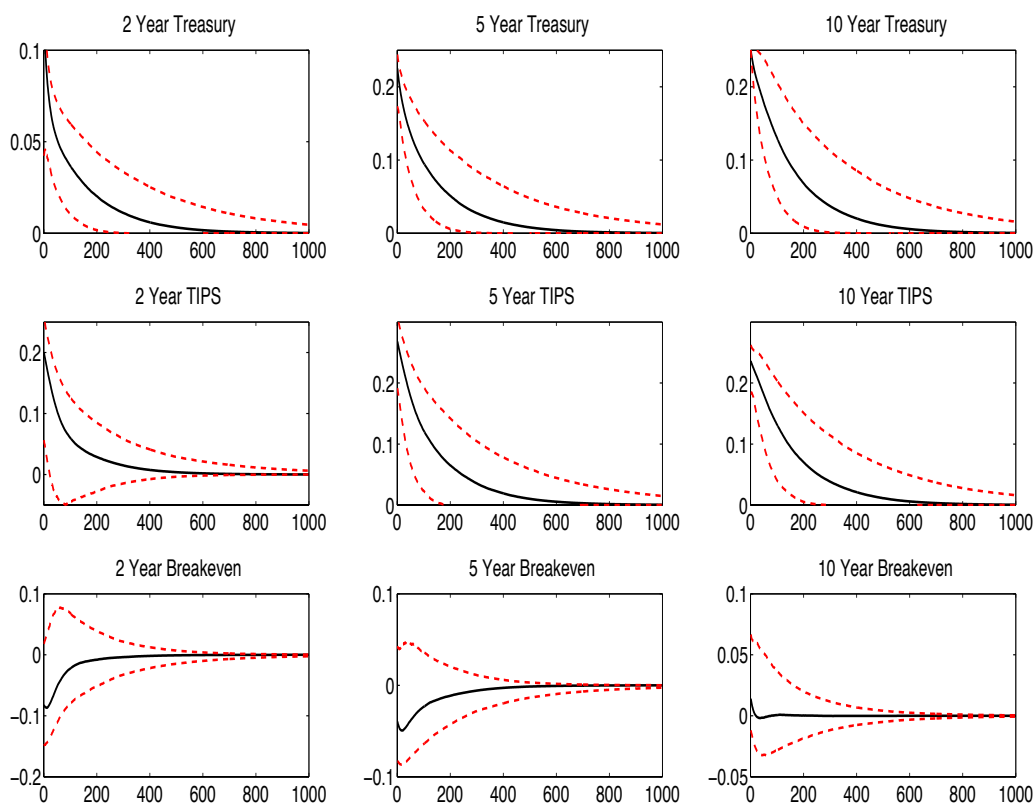 2 Year Treasury
0.1
0.05
0
0 200 400 600 800 1000
5 Year Treasury
0.2
0.1
0
0 200 400 600 800 1000
10 Year Treasury
0.2
0.1
0
0 200 400 600 800 1000
2 Year TIPS
0.2
0.1
0
0 200 400 600 800 1000
5 Year TIPS
0.2
0.1
0
0 200 400 600 800 1000
10 Year TIPS
0.2
0.1
0
0 200 400 600 800 1000
2 Year Breakeven
0.1
0
−0.1
−0.2
0 200 400 600 800 1000
5 Year Breakeven
0.1
0
−0.1
0 200 400 600 800 1000
10 Year Breakeven
0.1
0.05
0
−0.05
0 200 400 600 800 1000